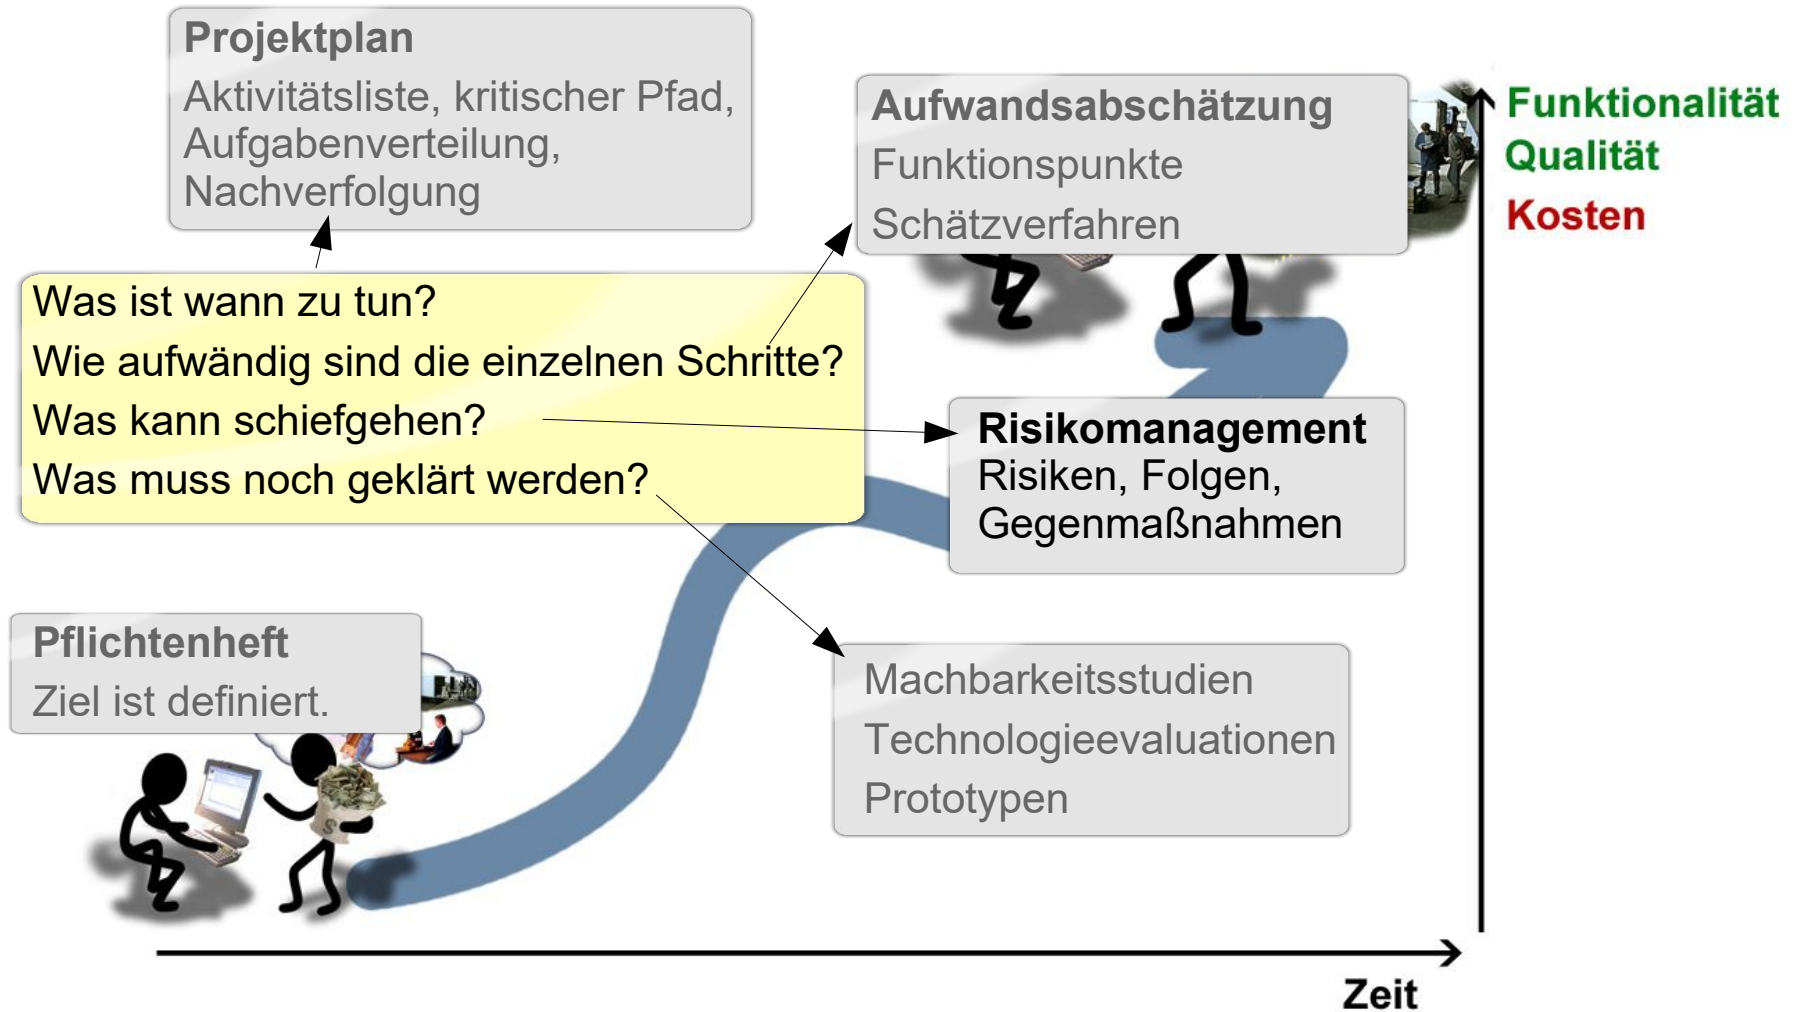 Projektplan
Aktivitätsliste, kritischer Pfad,
Aufgabenverteilung,
Nachverfolgung
Aufwandsabschätzung
Funktionspunkte
Schätzverfahren
Funktionalität
Qualität
Kosten
Was ist wann zu tun?
Wie aufwändig sind die einzelnen Schritte?
Was kann schiefgehen?
Was muss noch geklärt werden?
Risikomanagement
Risiken, Folgen,
Gegenmaßnahmen
Pflichtenheft
Ziel ist definiert.
Machbarkeitsstudien
Technologieevaluationen
Prototypen
$
Zeit